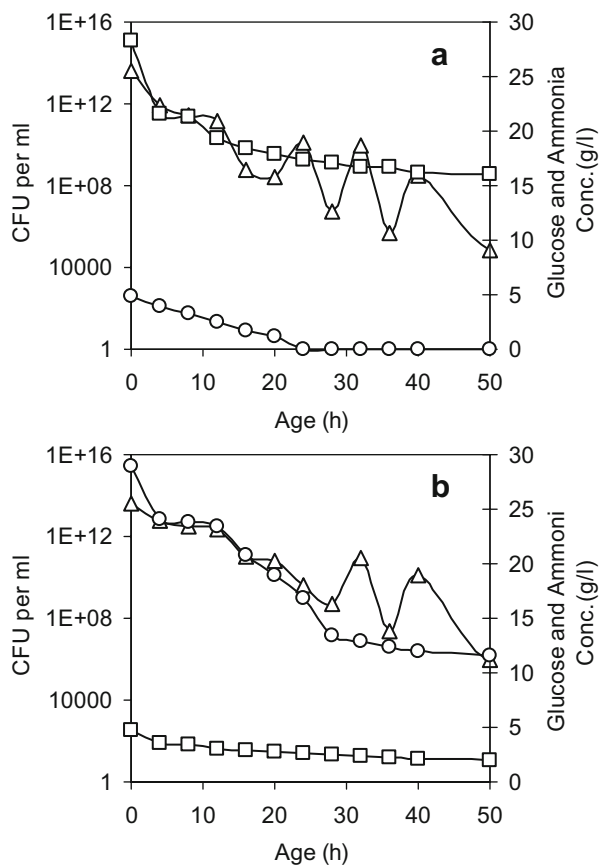 a
CFU per ml
1E+16
1E+12
1E+08
10000
1
30
25
20
15
10
5
0
Glucose and Ammonia
Conc.(g/l)
0 10 20 30 40 50
Age (h)
b
CFU per ml
1E+16
1E+12
1E+08
10000
1
30
25
20
15
10
5
0
Glucose and Ammoni
Conc.(g/l)
0 10 20 30 40 50
Age (h)